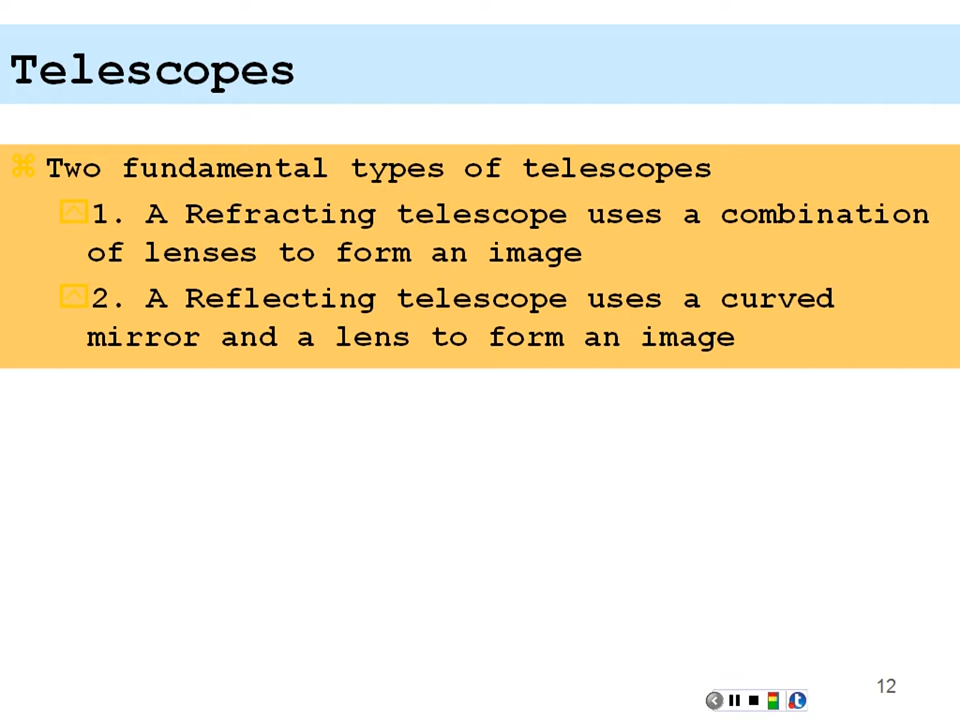 Telescopes
Two fundamental types of telescopes
1. A Refracting telescope uses a combination
of lenses to form an image
2. A Reflecting telescope uses a curved
mirror and a lens to form an image
12